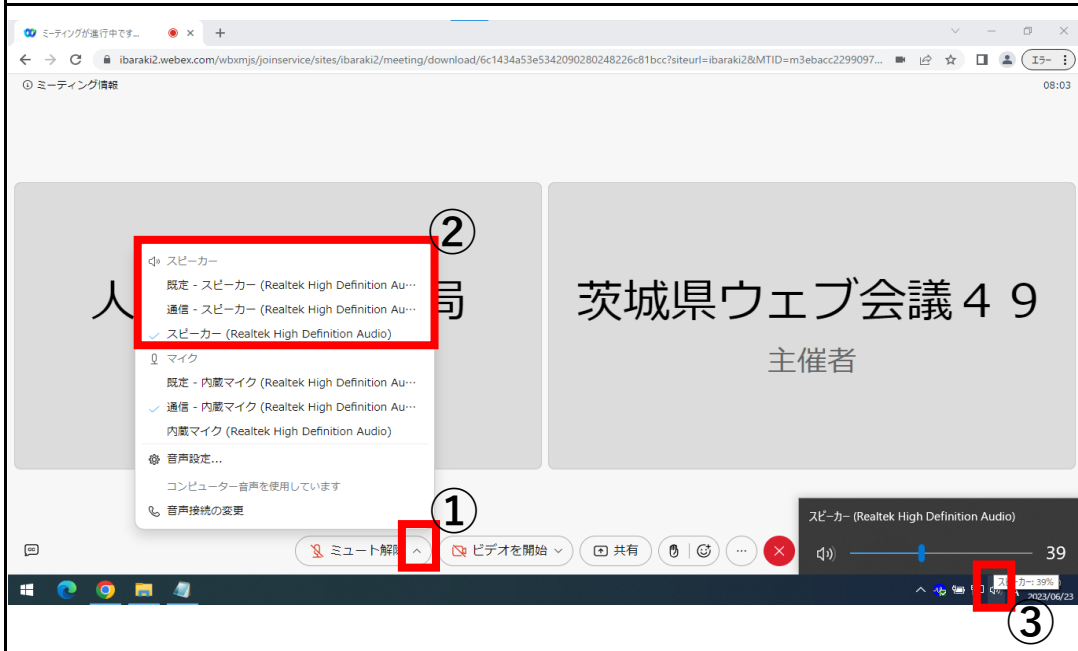 ミーティングが進行中です...
ibaraki2.webex.com/wbxmjs/joinservice/sites/ibaraki2/meeting/download/6c1434a53e5342090280248226c81bcc?siteurl=ibaraki2&MTID=m3ebacc2299097...
エラー
ミーティング情報
08:03
②
スピーカー
既定 - スピーカー (Realtek High Definition Au…
通信 - スピーカー (Realtek High Definition Au…
スピーカー (Realtek High Definition Audio)
マイク
既定 - 内蔵マイク (Realtek High Definition Au…
通信 - 内蔵マイク (Realtek High Definition Au…
内蔵マイク (Realtek High Definition Audio)
音声設定...
コンピューター音声を使用しています
音声接続の変更
人
局
茨城県ウェブ会議４９
主催者
①
スピーカー (Realtek High Definition Audio)
39
ミュート解除
ビデオを開始
共有
スピーカー: 39%
2023/06/23
③